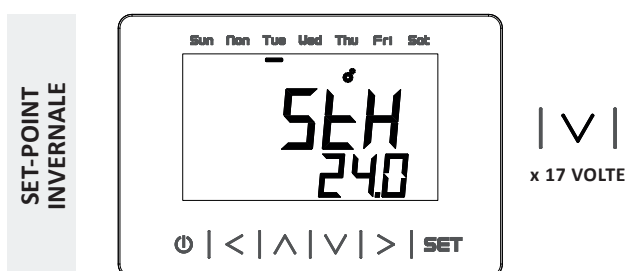 SET-POINT
INVERNALE
Sun Mon Tue Wed Thu Fri Sat
StH
24.0
SET
x 17 VOLTE